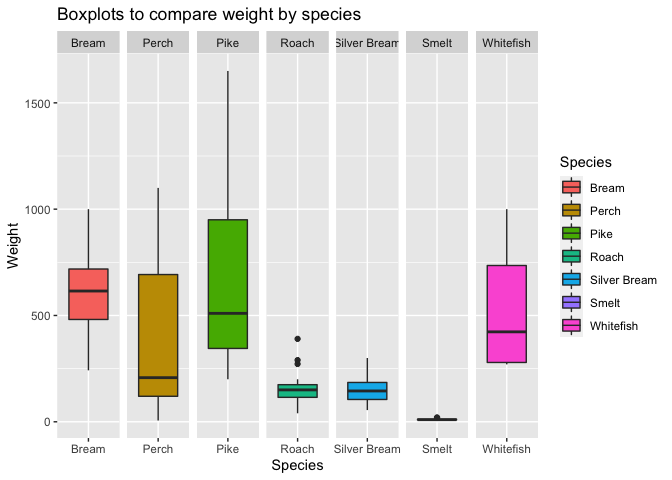 Boxplots to compare weight by species
Bream Perch Pike Roach Silver Bream Smelt Whitefish
Weight
1500
1000
500
0
Bream Perch Pike Roach Silver Bream Smelt Whitefish
Species
Species
Bream
Perch
Pike
Roach
Silver Bream
Smelt
Whitefish